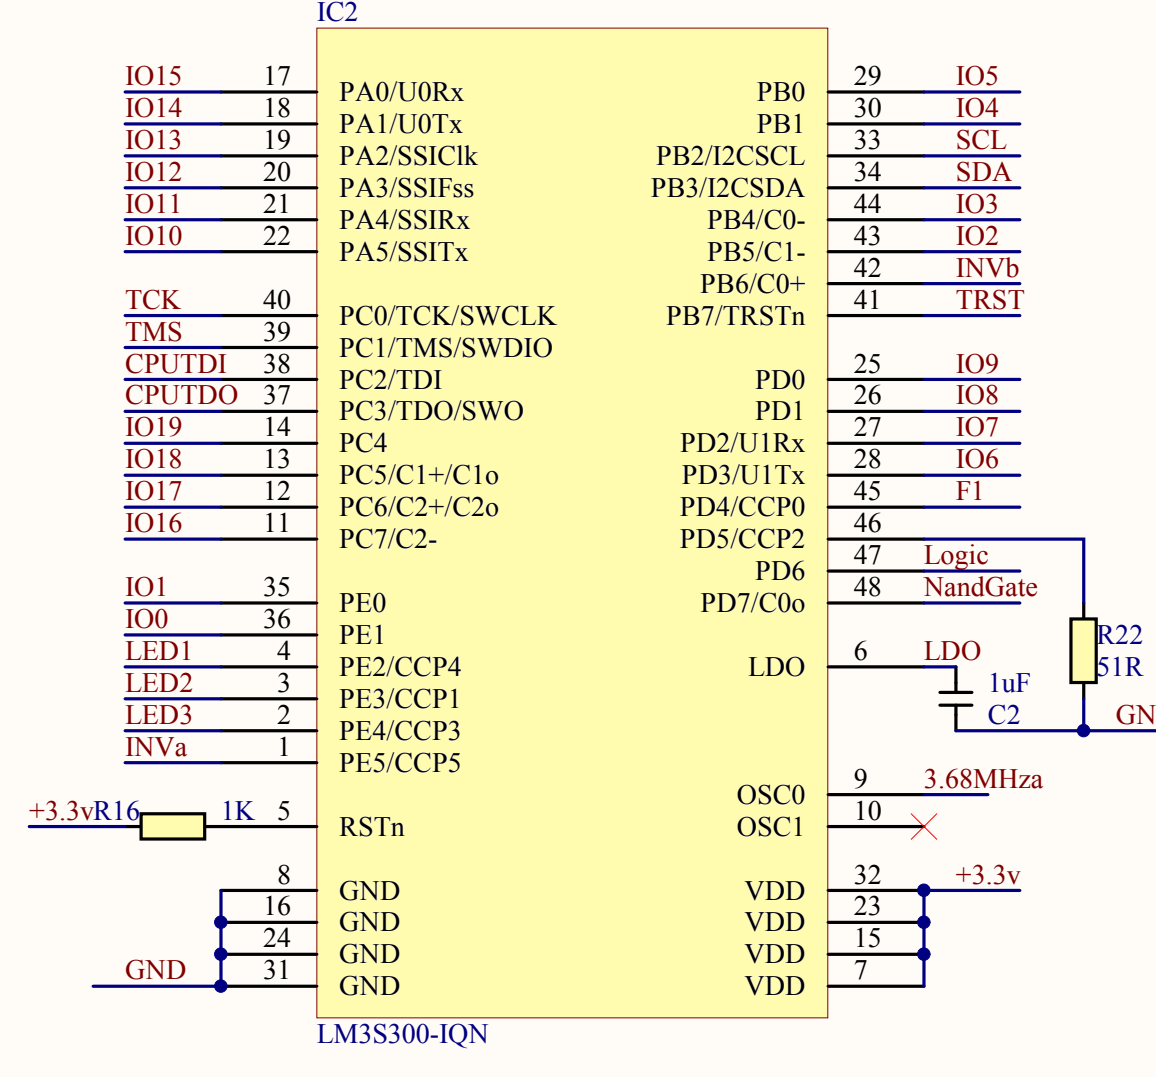 IC2
IO15 17 PA0/U0Rx PB0 29 IO5
IO14 18 PA1/U0Tx PB1 30 IO4
IO13 19 PA2/SSIClk PB2/I2CSCL 33 SCL
IO12 20 PA3/SSIFss PB3/I2CSDA 34 SDA
IO11 21 PA4/SSIRx PB4/C0- 44 IO3
IO10 22 PA5/SSITx PB5/C1- 43 IO2
PB6/C0+ 42 INVb
TCK 40 PC0/TCK/SWCLK PB7/TRSTn 41 TRST
TMS 39 PC1/TMS/SWDIO
CPUTDI 38 PC2/TDI PD0 25 IO9
CPUTDO 37 PC3/TDO/SWO PD1 26 IO8
IO19 14 PC4 PD2/U1Rx 27 IO7
IO18 13 PC5/C1+/C1o PD3/U1Tx 28 IO6
IO17 12 PC6/C2+/C2o PD4/CCP0 45 F1
IO16 11 PC7/C2- PD5/CCP2 46
PD6 47 Logic
IO1 35 PE0 PD7/C0o 48 NandGate
IO0 36 PE1 R22
LED1 4 PE2/CCP4 LDO 6 LDO 51R
LED2 3 PE3/CCP1 1uF
LED3 2 PE4/CCP3 C2 GN
INVa 1 PE5/CCP5
OSC0 9 3.68MHza
+3.3v R16 1K 5 RSTn OSC1 10
8 GND VDD 32 +3.3v
16 GND VDD 23
24 GND VDD 15
GND 31 GND VDD 7
LM3S300-IQN